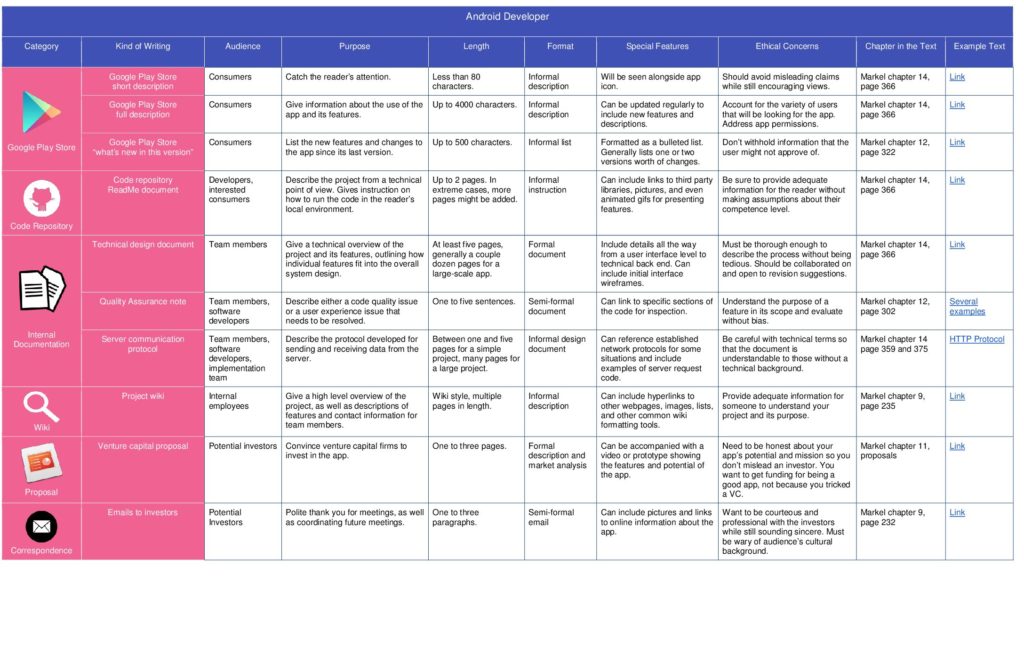 Android Developer
Category Kind of Writing Audience Purpose Length Format Special Features Ethical Concerns Chapter in the Text Example Text
Google Play Store
Google Play Store
short description
Consumers
Catch the reader’s attention.
Less than 80
characters.
Informal
description
Will be seen alongside app
icon.
Should avoid misleading claims
while still encouraging views.
Markel chapter 14,
page 366
Link
Google Play Store
full description
Consumers
Give information about the use of the
app and its features.
Up to 4000 characters.
Informal
description
Can be updated regularly to
include new features and
descriptions.
Account for the variety of users
that will be looking for the app.
Address app permissions.
Markel chapter 14,
page 366
Link
Google Play Store
“what’s new in this version”
Consumers
List the new features and changes to
the app since its last version.
Up to 500 characters.
Informal list
Formatted as a bulleted list.
Generally lists one or two
versions worth of changes.
Don’t withhold information that the
user might not approve of.
Markel chapter 12,
page 322
Link
Code Repository
Code repository
ReadMe document
Developers,
interested
consumers
Describe the project from a technical
point of view. Gives instruction on
how to run the code in the reader’s
local environment.
Up to 2 pages. In
extreme cases, more
pages might be added.
Informal
instruction
Can include links to third party
libraries, pictures, and even
animated gifs for presenting
features.
Be sure to provide adequate
information for the reader without
making assumptions about their
competence level.
Markel chapter 14,
page 366
Link
Internal
Documentation
Technical design document
Team members
Give a technical overview of the
project and its features, outlining how
individual features fit into the overall
system design.
At least five pages,
generally a couple
dozen pages for a
large-scale app.
Formal
document
Include details all the way
from a user interface level to
technical back end. Can
include initial interface
wireframes.
Must be thorough enough to
describe the process without being
tedious. Should be collaborated on
and open to revision suggestions.
Markel chapter 14,
page 366
Link
Quality Assurance note
Team members,
software
developers
Describe either a code quality issue
or a user experience issue that
needs to be resolved.
One to five sentences.
Semi-formal
document
Can link to specific sections of
the code for inspection.
Understand the purpose of a
feature in its scope and evaluate
without bias.
Markel chapter 12,
page 302
Several
examples
Server communication
protocol
Team members,
software
developers,
implementation
team
Describe the protocol developed for
sending and receiving data from the
server.
Between one and five
pages for a simple
project, many pages for
a large project.
Informal design
document
Can reference established
network protocols for some
situations and include
examples of server request
code.
Be careful with technical terms so
that the document is
understandable to those without a
technical background.
Markel chapter 14
page 359 and 375
HTTP Protocol
Wiki
Project wiki
Internal
employees
Give a high level overview of the
project, as well as descriptions of
features and contact information for
team members.
Wiki style, multiple
pages in length.
Informal
description
Can include hyperlinks to
other webpages, images, lists,
and other common wiki
formatting tools.
Provide adequate information for
someone to understand your
project and its purpose.
Markel chapter 9,
page 235
Link
Proposal
Venture capital proposal
Potential investors
Convince venture capital firms to
invest in the app.
One to three pages.
Formal
description and
market analysis
Can be accompanied with a
video or prototype showing
the features and potential of
the app.
Need to be honest about your
app’s potential and mission so you
don’t mislead an investor. You
want to get funding for being a
good app, not because you tricked
a VC.
Markel chapter 11,
proposals
Link
Correspondence
Emails to investors
Potential
Investors
Polite thank you for meetings, as well
as coordinating future meetings.
One to three
paragraphs.
Semi-formal
email
Can include pictures and links
to online information about the
app.
Want to be courteous and
professional with the investors
while still sounding sincere. Must
be wary of audience’s cultural
background.
Markel chapter 9,
page 232
Link